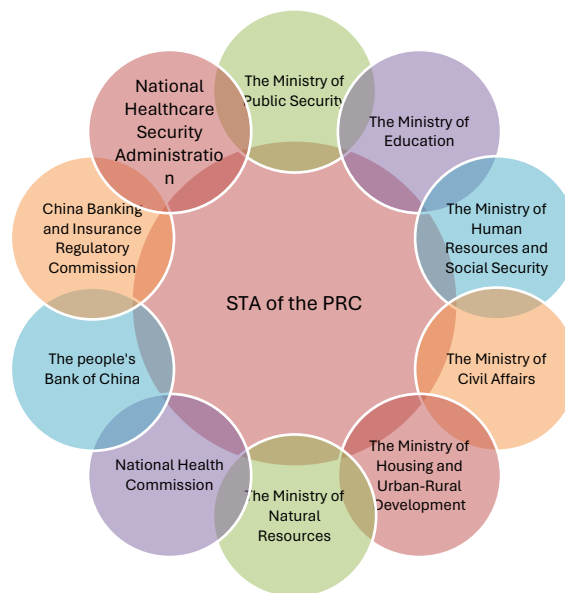 The Ministry of
Public Security
The Ministry of
Education
The Ministry of
Human
Resources and
Social Security
The Ministry of
Civil Affairs
The Ministry of
Housing and
Urban-Rural
Development
The Ministry of
Natural
Resources
National Health
Commission
The people's
Bank of China
China Banking
and Insurance
Regulatory
Commission
National
Healthcare
Security
Administratio
n
STA of the PRC